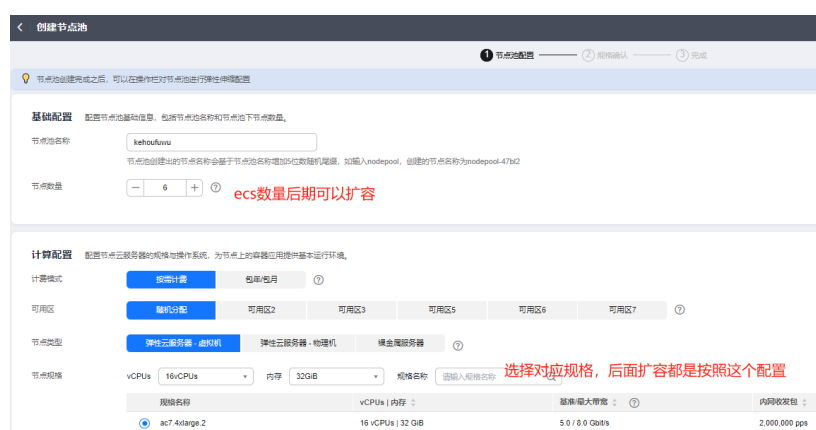 创建节点池
1 节点池配置 2 规格确认 3 完成
节点池创建完成之后，可以在操作栏对节点池进行弹性伸缩配置
基础配置 配置节点池基础信息，包括节点池名称和节点池下节点数量。
节点池名称 kehoufuwu
节点池创建出的节点名称会基于节点池名称增加5位数随机尾缀，如输入nodepool，创建的节点名称为nodepool-47bl2
节点数量 6
ecs数量后期可以扩容
计算配置 配置节点云服务器的规格与操作系统，为节点上的容器应用提供基本运行环境。
计费模式 按需计费 包年/包月
可用区 随机分配 可用区2 可用区3 可用区5 可用区6 可用区7
节点类型 弹性云服务器 - 虚拟机 弹性云服务器 - 物理机 裸金属服务器
节点规格 vCPUs 16vCPUs 内存 32GiB 规格名称 请输入规格名称
选择对应规格，后面扩容都是按照这个配置
规格名称 vCPUs | 内存 基准/最大带宽 内网收发包
ac7.4xlarge.2 16 vCPUs | 32 GiB 5.0 / 8.0 Gbit/s 2,000,000 pps